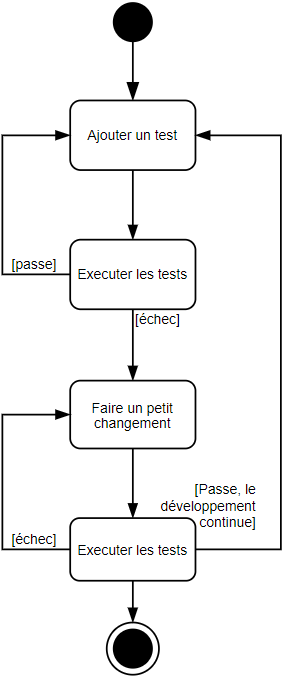 Ajouter un test
[passe]
Executer les tests
[échec]
Faire un petit
changement
[Passe, le
développement
continue]
[échec]
Executer les tests